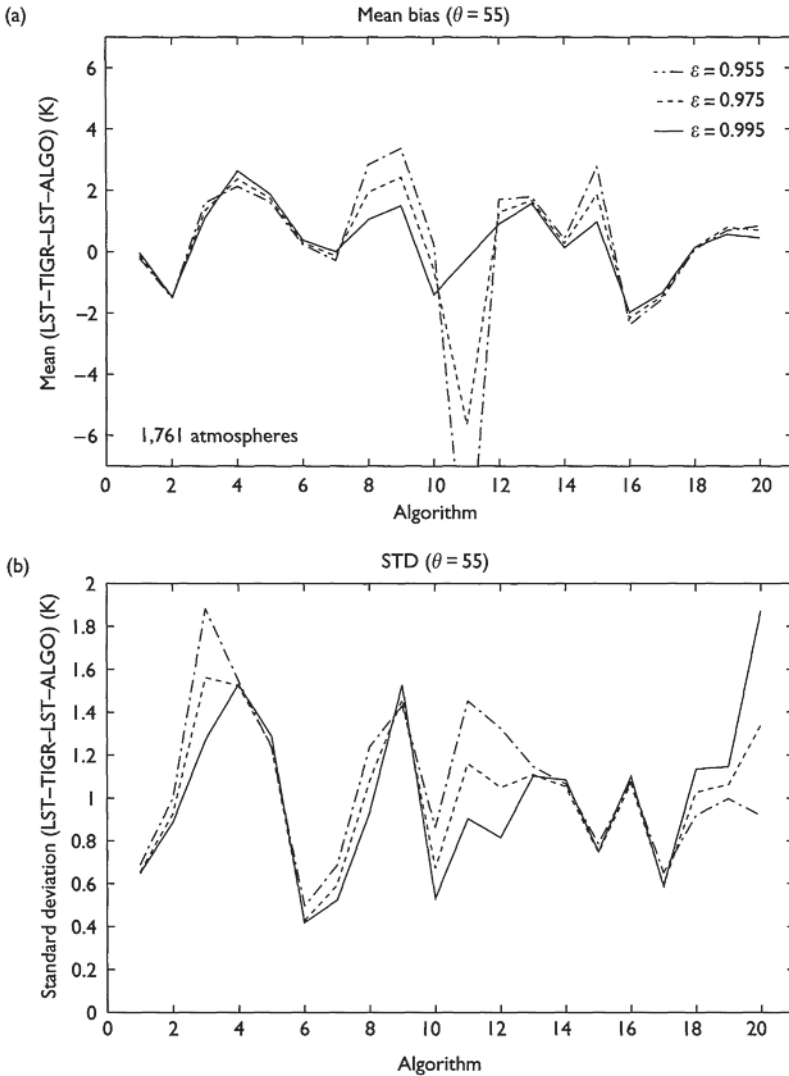 (a)
Mean bias (θ = 55)
6
4
2
0
−2
−4
−6
Mean (LST–TIGR–LST–ALGO) (K)
ε = 0.955
ε = 0.975
ε = 0.995
1,761 atmospheres
0 2 4 6 8 10 12 14 16 18 20
Algorithm
(b)
STD (θ = 55)
2
1.8
1.6
1.4
1.2
1
0.8
0.6
0.4
0.2
0
Standard deviation (LST–TIGR–LST–ALGO) (K)
0 2 4 6 8 10 12 14 16 18 20
Algorithm